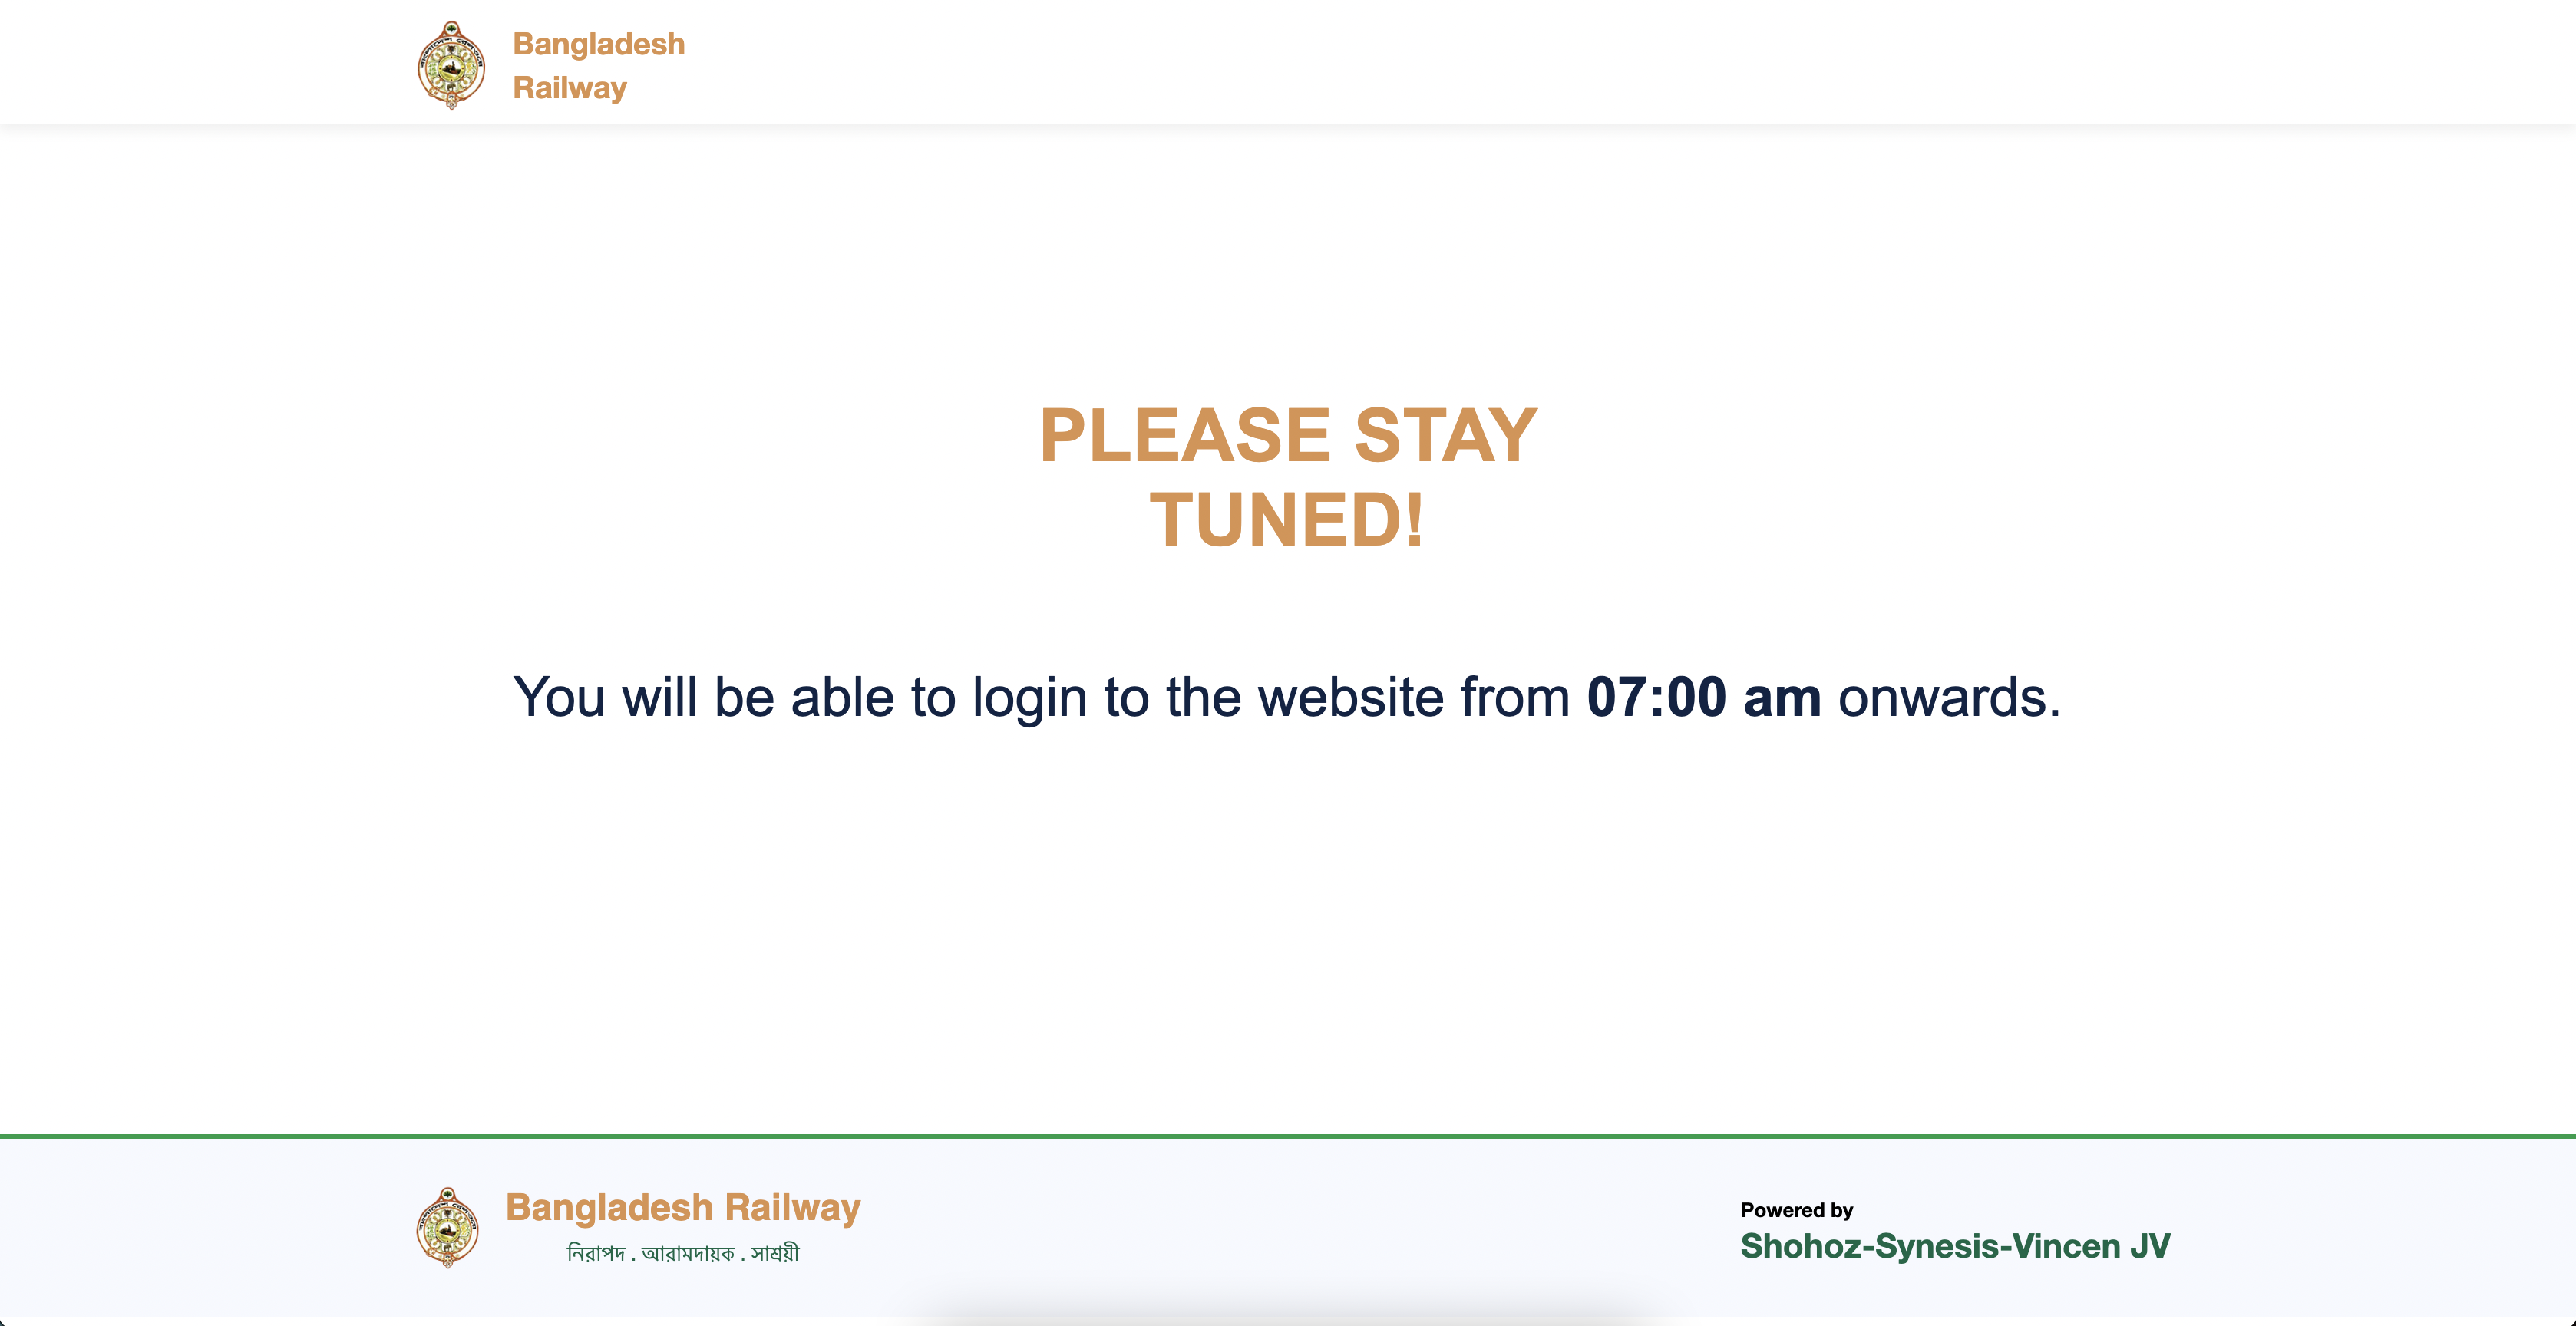 Bangladesh
Railway
PLEASE STAY
TUNED!
You will be able to login to the website from 07:00 am onwards.
Bangladesh Railway
নিরাপদ . আরামদায়ক . সাশ্রয়ী
Powered by
Shohoz-Synesis-Vincen JV